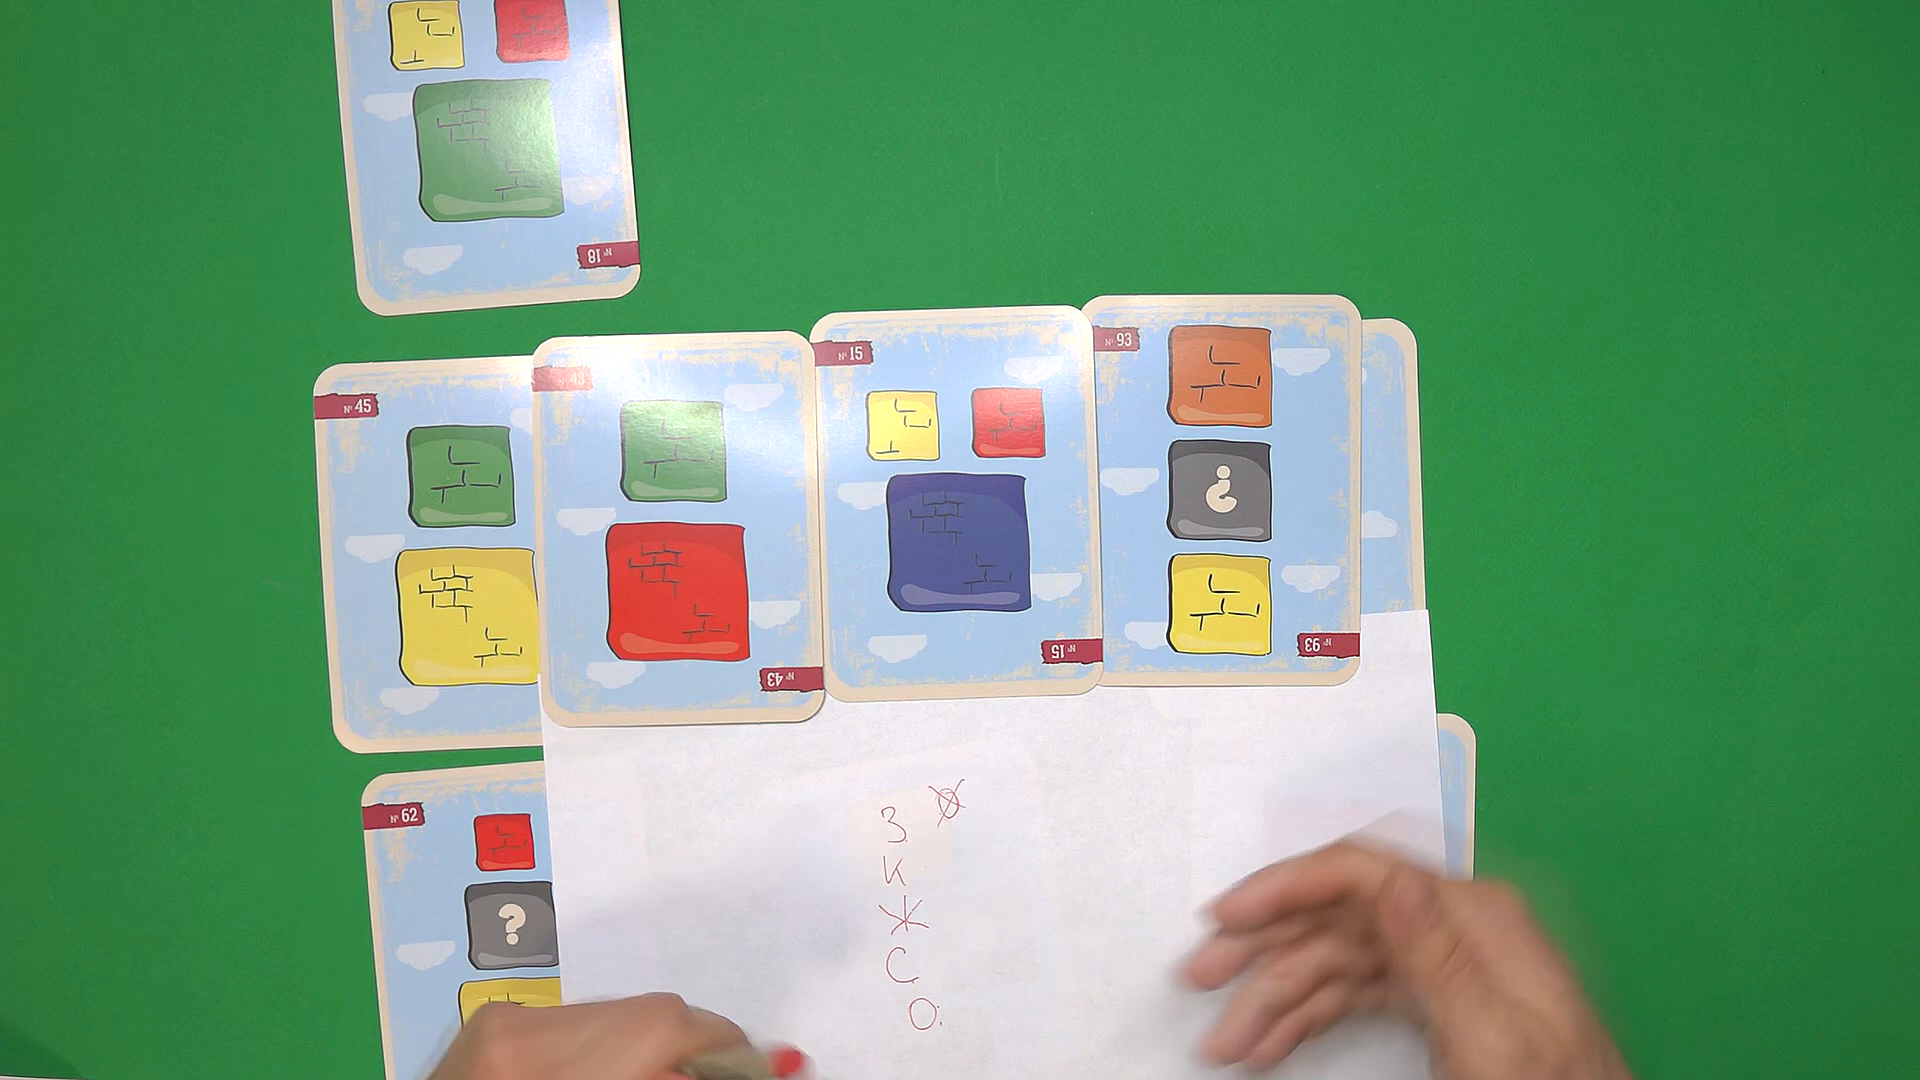 № 18
№ 45
№ 43
№ 15
№ 93
?
№ 15
№ 93
№ 43
№ 62
?
З
К
Ж
С
О